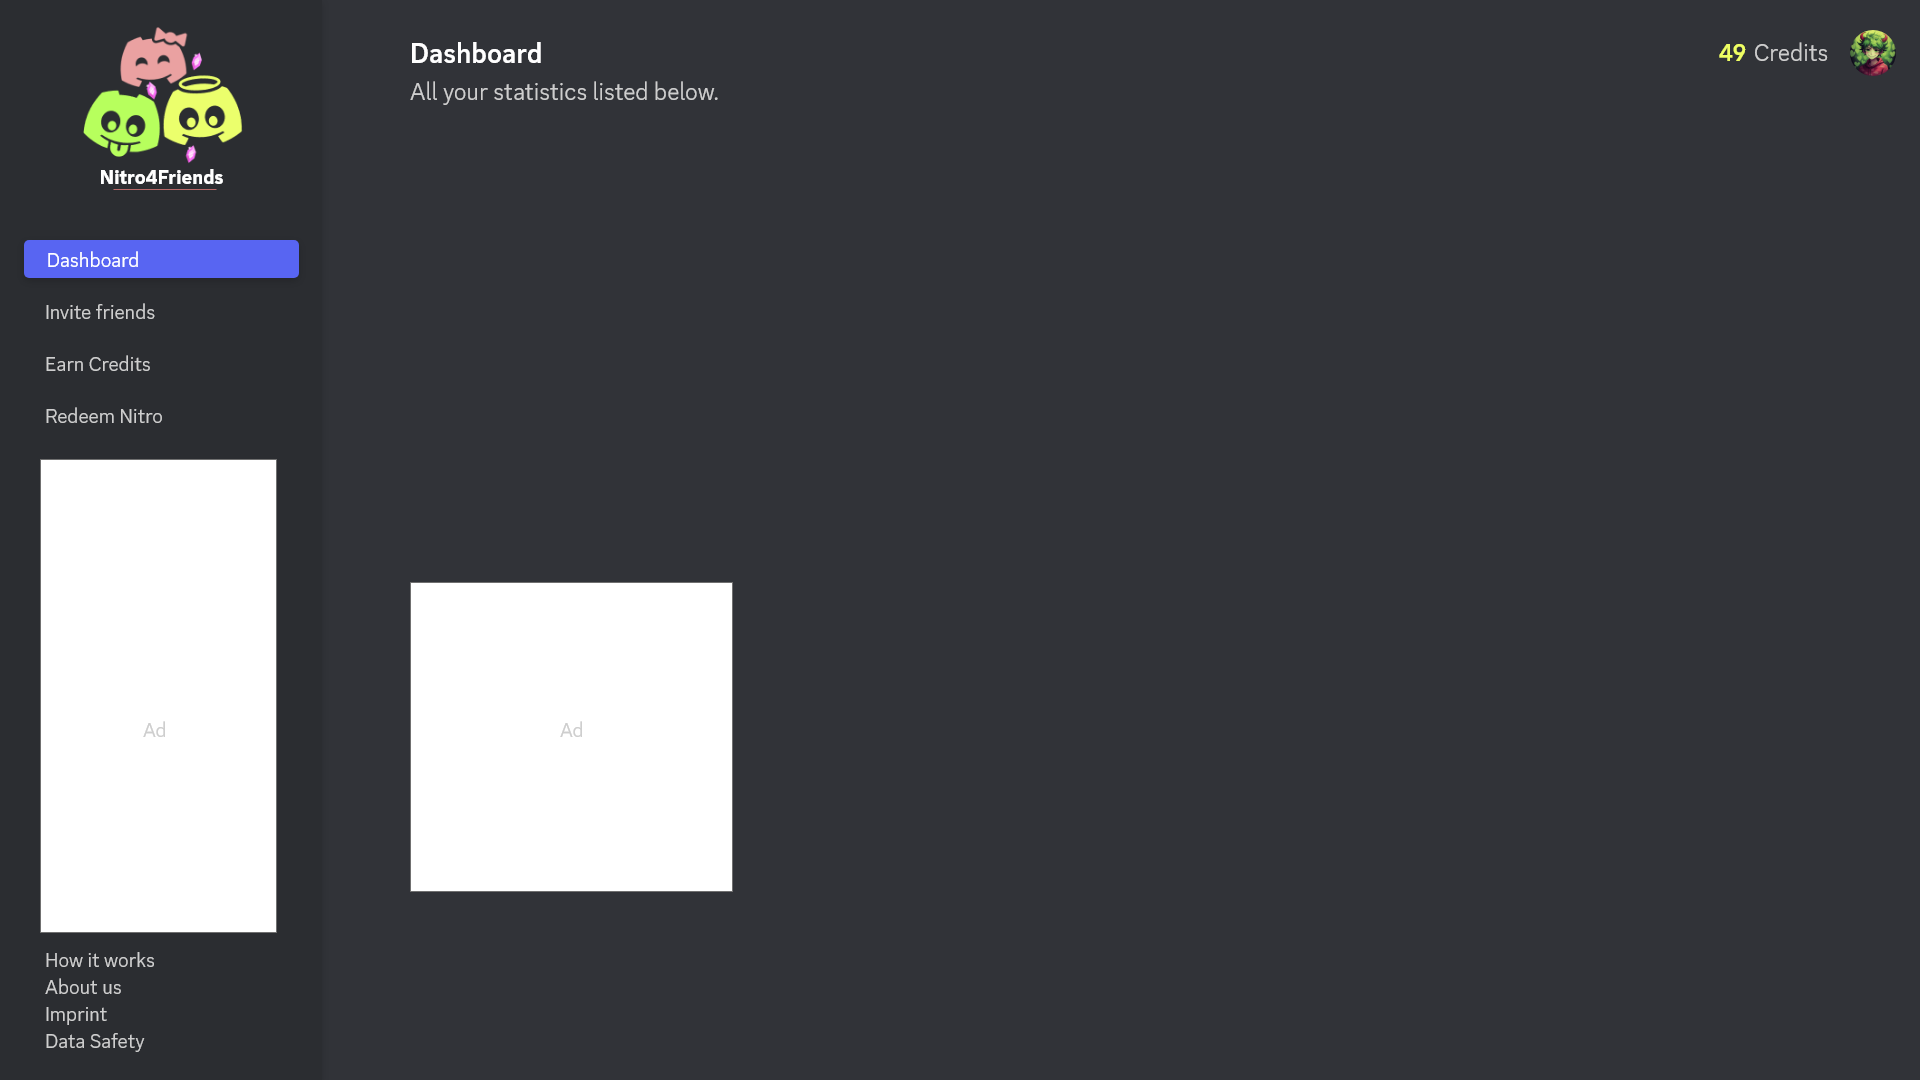 Nitro4Friends
Dashboard
Invite friends
Earn Credits
Redeem Nitro
Ad
How it works
About us
Imprint
Data Safety
Dashboard
All your statistics listed below.
49 Credits
Ad